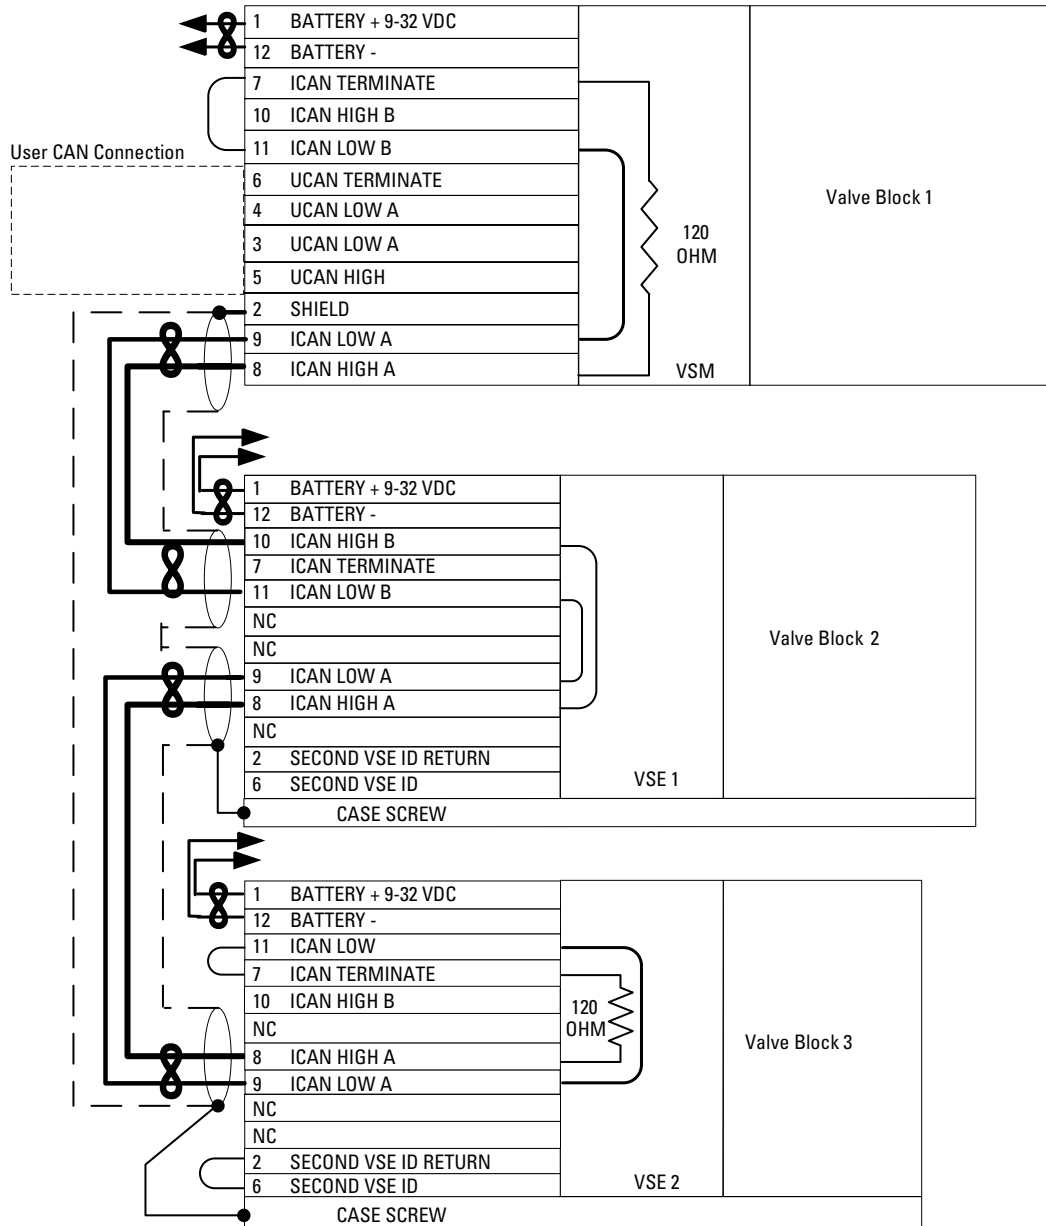 1 BATTERY + 9-32 VDC
12 BATTERY -
7 ICAN TERMINATE
10 ICAN HIGH B
11 ICAN LOW B
User CAN Connection
6 UCAN TERMINATE
4 UCAN LOW A
3 UCAN LOW A
5 UCAN HIGH
2 SHIELD
9 ICAN LOW A
8 ICAN HIGH A
120
OHM
VSM
Valve Block 1
1 BATTERY + 9-32 VDC
12 BATTERY -
10 ICAN HIGH B
7 ICAN TERMINATE
11 ICAN LOW B
NC
NC
9 ICAN LOW A
8 ICAN HIGH A
NC
2 SECOND VSE ID RETURN
6 SECOND VSE ID
CASE SCREW
VSE 1
Valve Block 2
1 BATTERY + 9-32 VDC
12 BATTERY -
11 ICAN LOW
7 ICAN TERMINATE
10 ICAN HIGH B
NC
8 ICAN HIGH A
9 ICAN LOW A
NC
NC
2 SECOND VSE ID RETURN
6 SECOND VSE ID
CASE SCREW
120
OHM
VSE 2
Valve Block 3